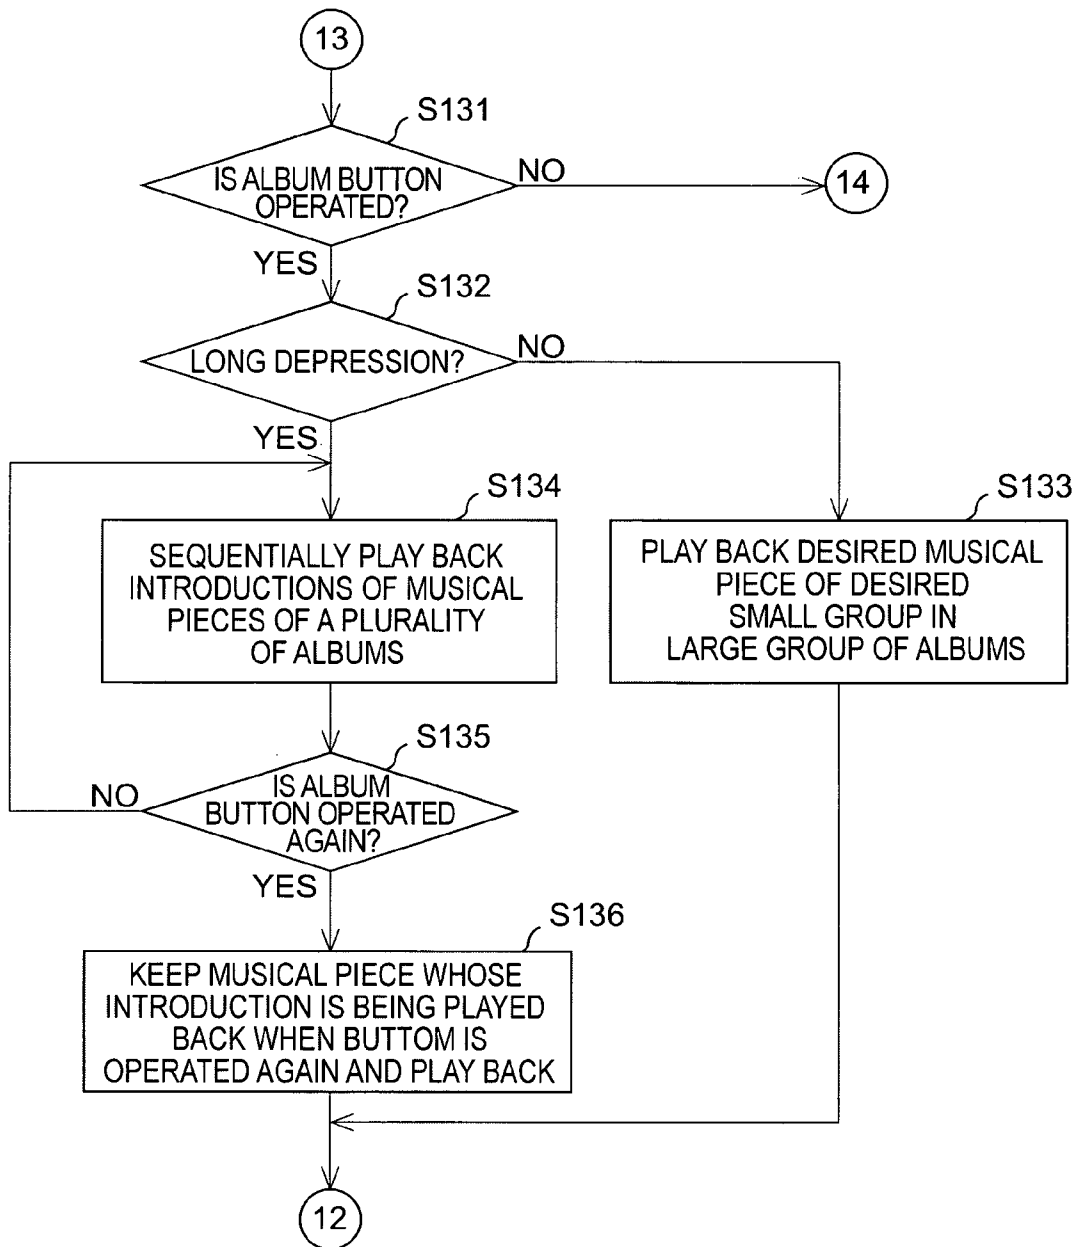 13
S131
IS ALBUM BUTTON
OPERATED?
NO
14
YES
S132
LONG DEPRESSION?
NO
YES
S134
SEQUENTIALLY PLAY BACK
INTRODUCTIONS OF MUSICAL
PIECES OF A PLURALITY
OF ALBUMS
S133
PLAY BACK DESIRED MUSICAL
PIECE OF DESIRED
SMALL GROUP IN
LARGE GROUP OF ALBUMS
S135
IS ALBUM
BUTTON OPERATED
AGAIN?
NO
YES
S136
KEEP MUSICAL PIECE WHOSE
INTRODUCTION IS BEING PLAYED
BACK WHEN BUTTOM IS
OPERATED AGAIN AND PLAY BACK
12